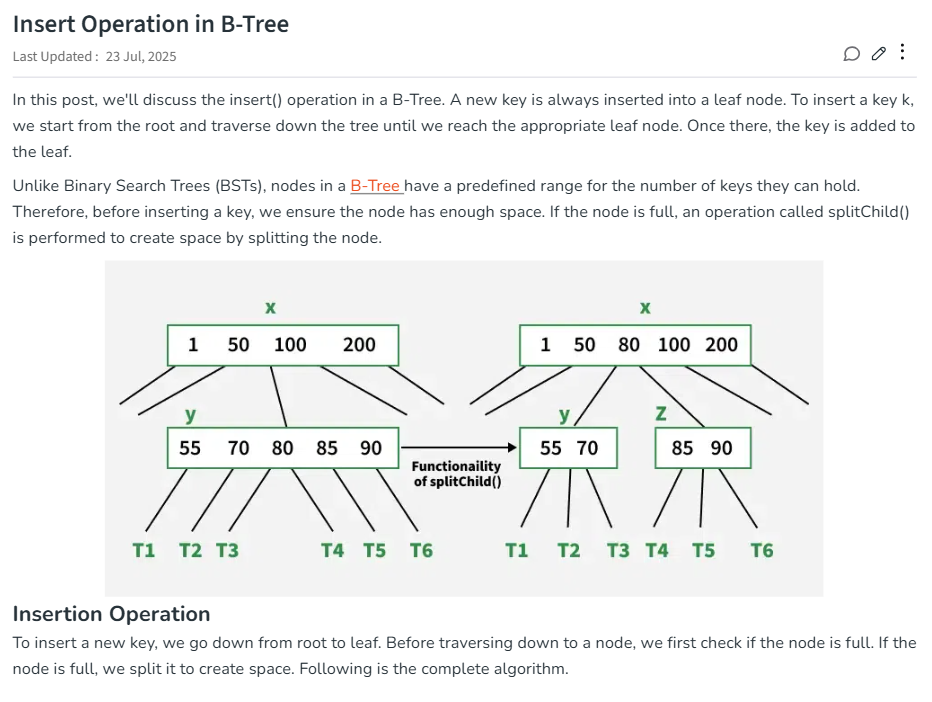 Insert Operation in B-Tree
Last Updated : 23 Jul, 2025
In this post, we'll discuss the insert() operation in a B-Tree. A new key is always inserted into a leaf node. To insert a key k,
we start from the root and traverse down the tree until we reach the appropriate leaf node. Once there, the key is added to
the leaf.
Unlike Binary Search Trees (BSTs), nodes in a B-Tree have a predefined range for the number of keys they can hold.
Therefore, before inserting a key, we ensure the node has enough space. If the node is full, an operation called splitChild()
is performed to create space by splitting the node.
x x
1 50 100 200 1 50 80 100 200
y y Z
55 70 80 85 90 55 70 85 90
Functionaility
of splitChild()
T1 T2 T3 T4 T5 T6 T1 T2 T3 T4 T5 T6
Insertion Operation
To insert a new key, we go down from root to leaf. Before traversing down to a node, we first check if the node is full. If the
node is full, we split it to create space. Following is the complete algorithm.